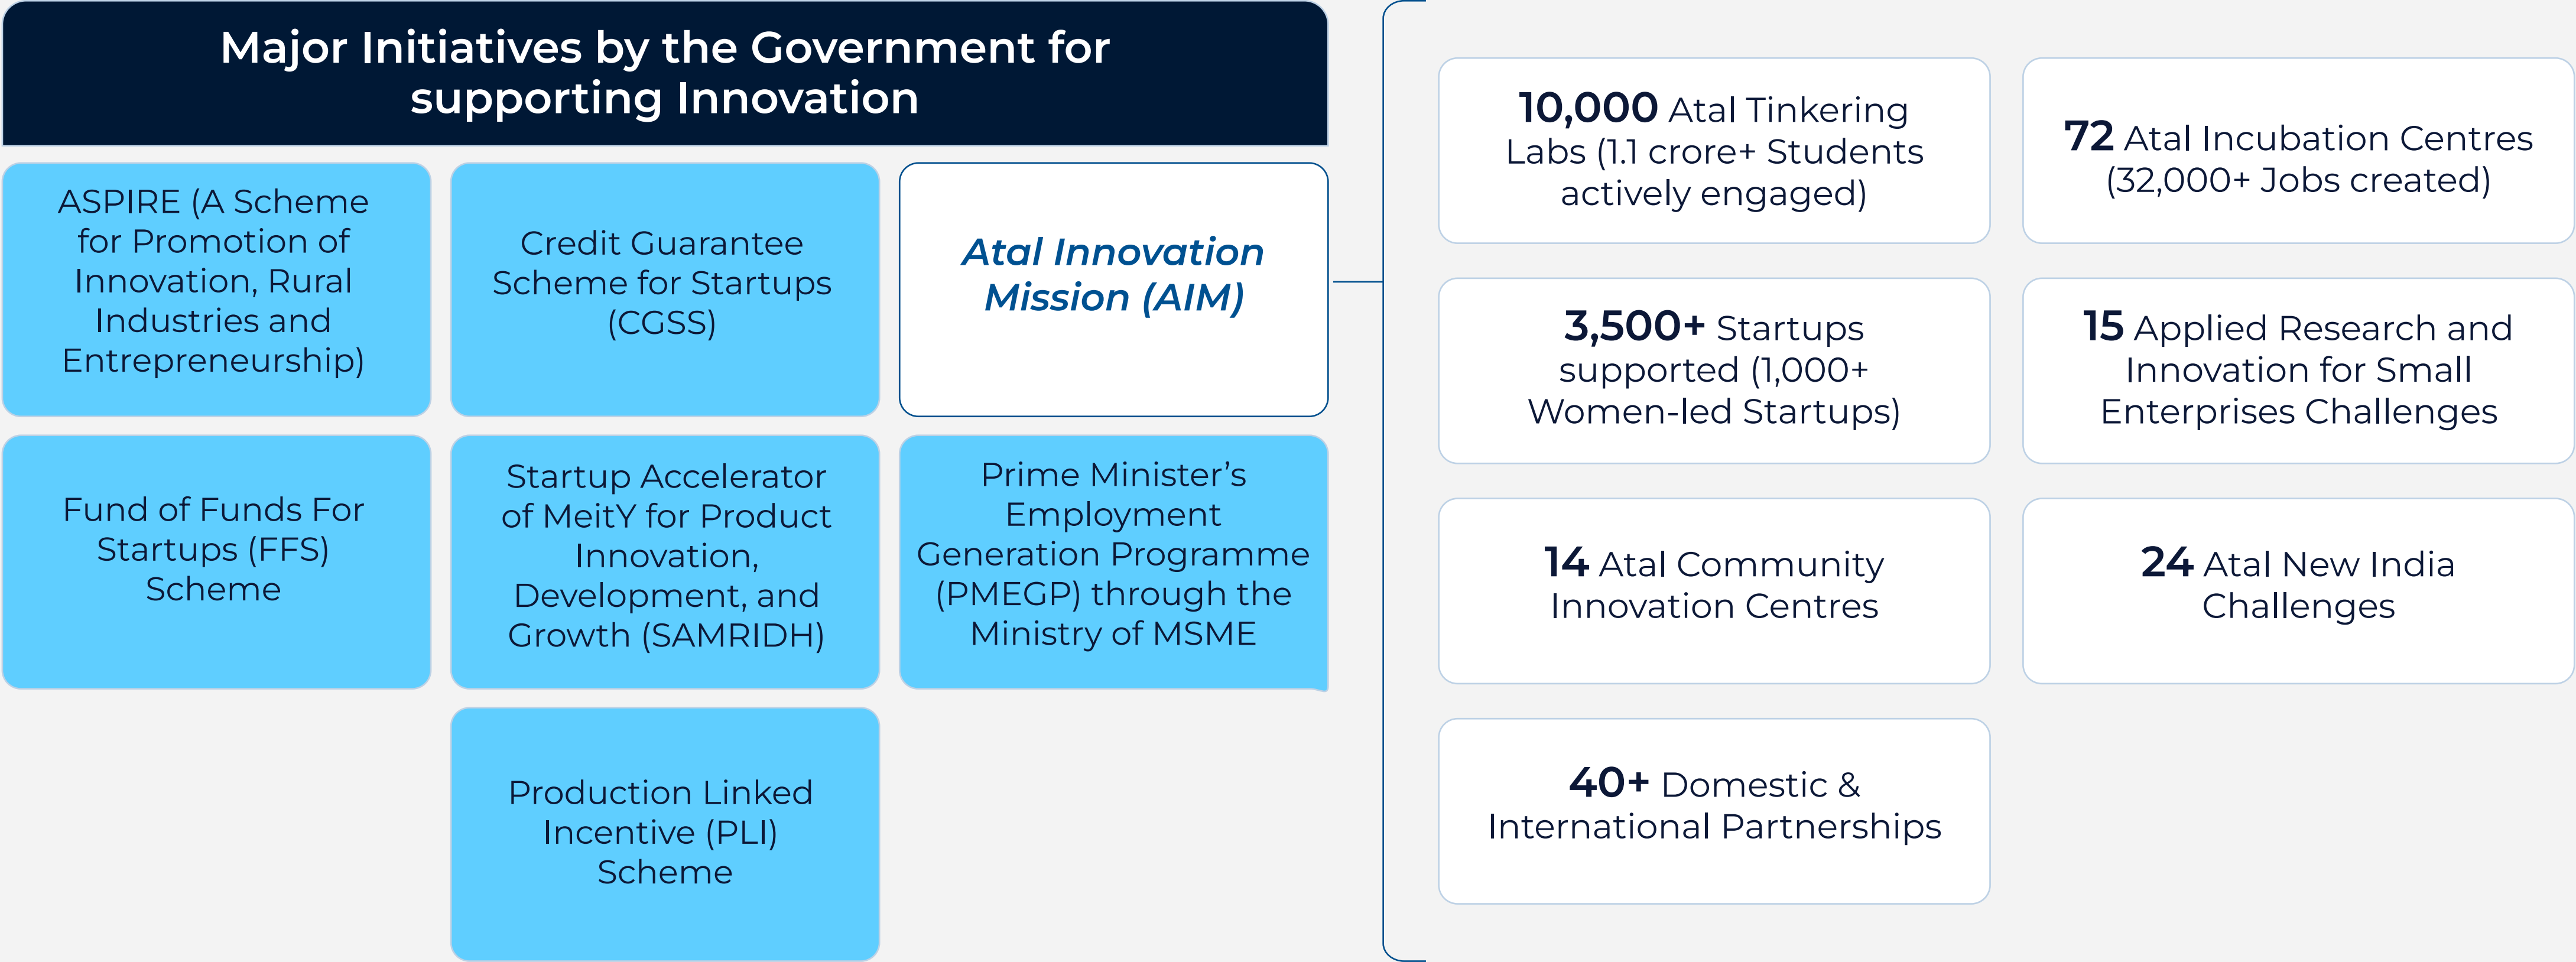 Major Initiatives by the Government for
supporting Innovation
ASPIRE (A Scheme
for Promotion of
Innovation, Rural
Industries and
Entrepreneurship)
Credit Guarantee
Scheme for Startups
(CGSS)
Atal Innovation
Mission (AIM)
Fund of Funds For
Startups (FFS)
Scheme
Startup Accelerator
of MeitY for Product
Innovation,
Development, and
Growth (SAMRIDH)
Prime Minister’s
Employment
Generation Programme
(PMEGP) through the
Ministry of MSME
Production Linked
Incentive (PLI)
Scheme
10,000 Atal Tinkering
Labs (1.1 crore+ Students
actively engaged)
72 Atal Incubation Centres
(32,000+ Jobs created)
3,500+ Startups
supported (1,000+
Women-led Startups)
15 Applied Research and
Innovation for Small
Enterprises Challenges
14 Atal Community
Innovation Centres
24 Atal New India
Challenges
40+ Domestic &
International Partnerships